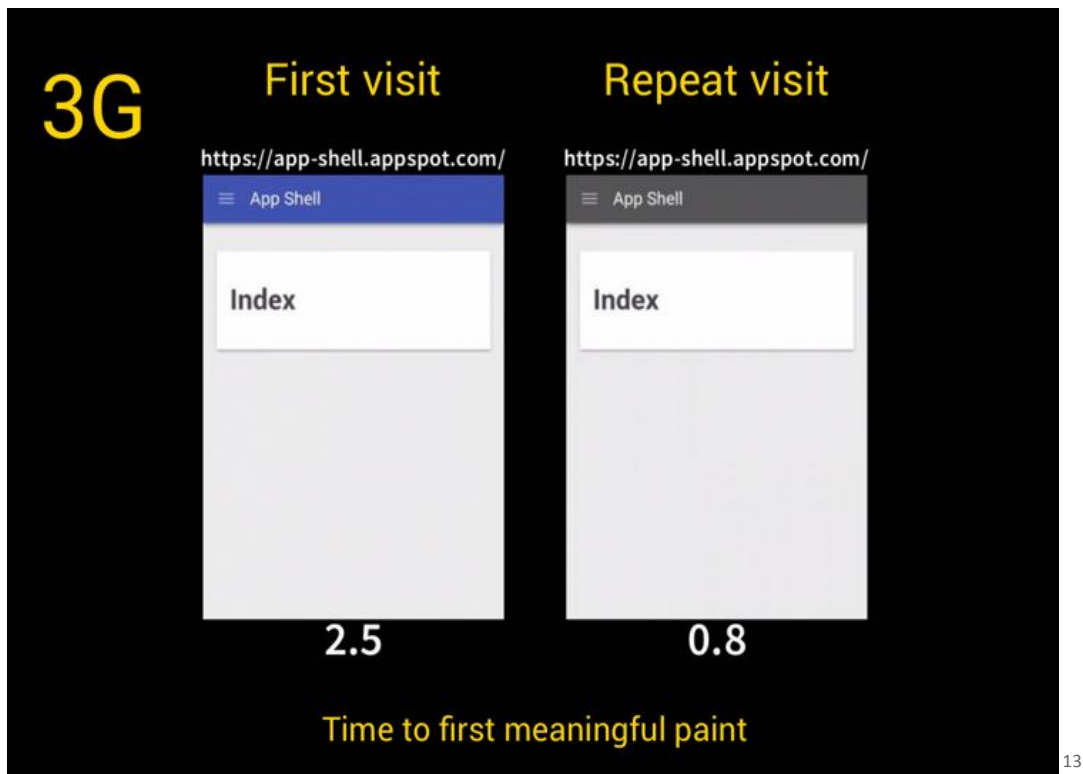 3G
First visit
Repeat visit
https://app-shell.appspot.com/
https://app-shell.appspot.com/
App Shell
App Shell
Index
Index
2.5
0.8
Time to first meaningful paint
13